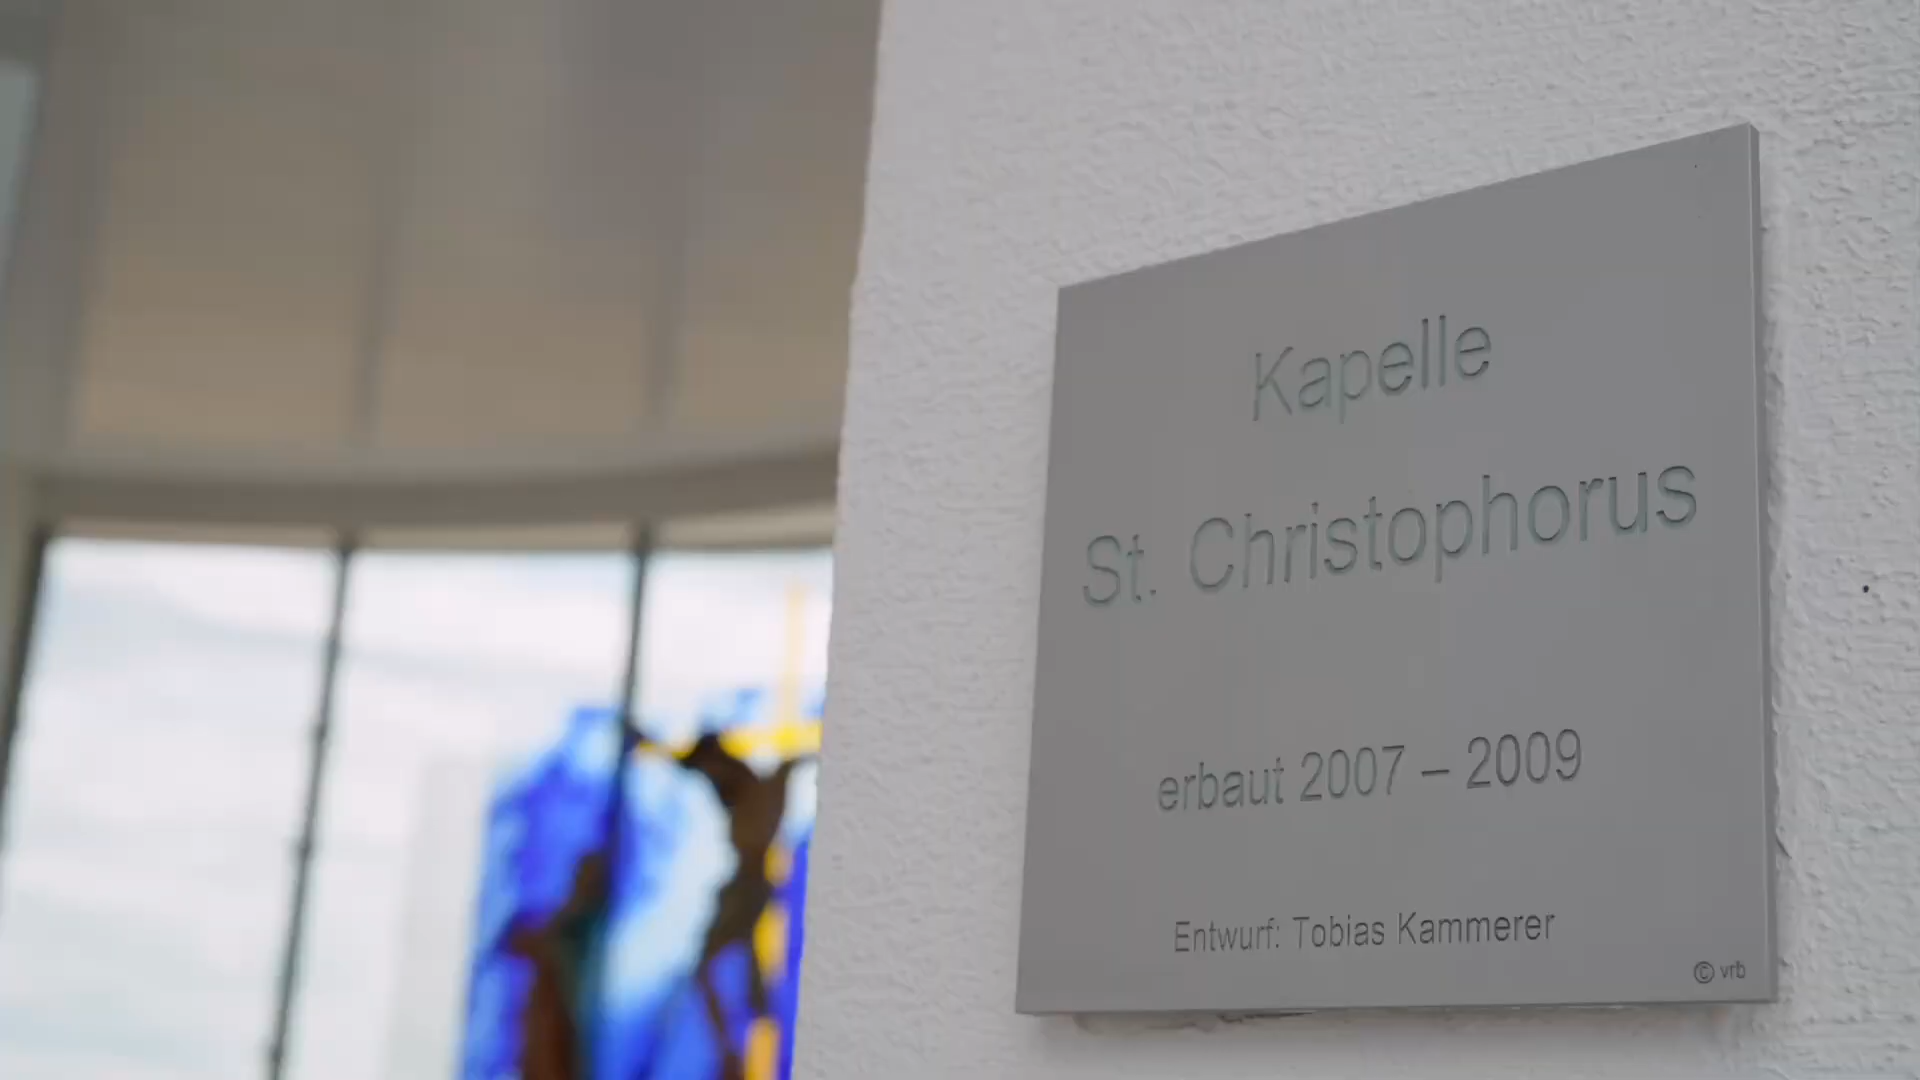 Kapelle
St. Christophorus
erbaut 2007 – 2009
Entwurf: Tobias Kammerer
© vrb